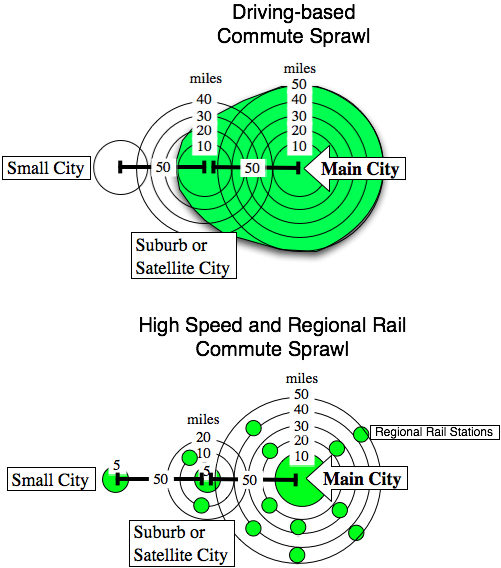 Driving-based
Commute Sprawl
miles
50
40
30
20
10
miles
40
30
20
10
Small City
50
50
Main City
Suburb or
Satellite City
High Speed and Regional Rail
Commute Sprawl
miles
50
40
30
20
10
miles
20
10
5
Regional Rail Stations
5
Small City
50
50
Main City
Suburb or
Satellite City